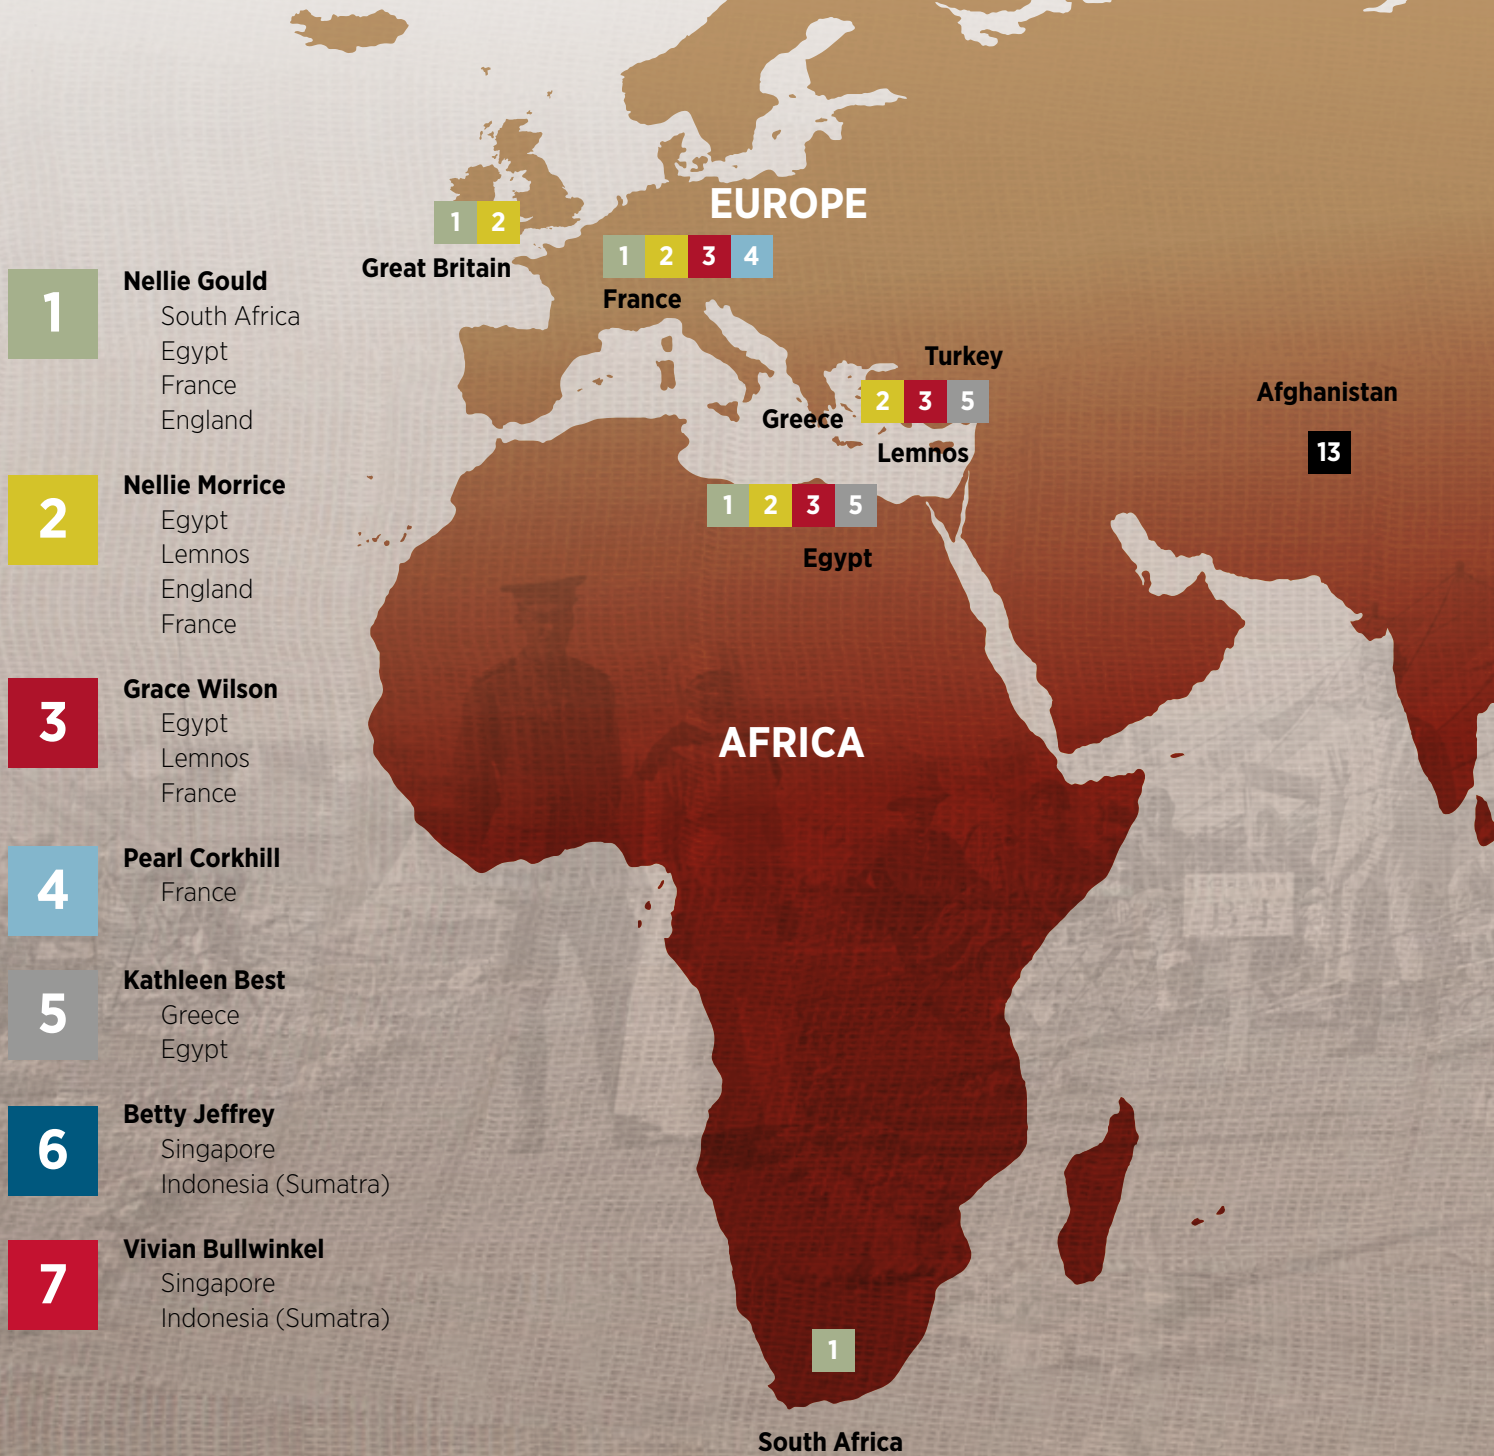 EUROPE
1 2
Great Britain
1 2 3 4
France
1
Nellie Gould
South Africa
Egypt
France
England
Turkey
2 3 5
Greece
Lemnos
Afghanistan
13
2
Nellie Morrice
Egypt
Lemnos
England
France
1 2 3 5
Egypt
3
Grace Wilson
Egypt
Lemnos
France
AFRICA
4
Pearl Corkhill
France
5
Kathleen Best
Greece
Egypt
6
Betty Jeffrey
Singapore
Indonesia (Sumatra)
7
Vivian Bullwinkel
Singapore
Indonesia (Sumatra)
1
South Africa